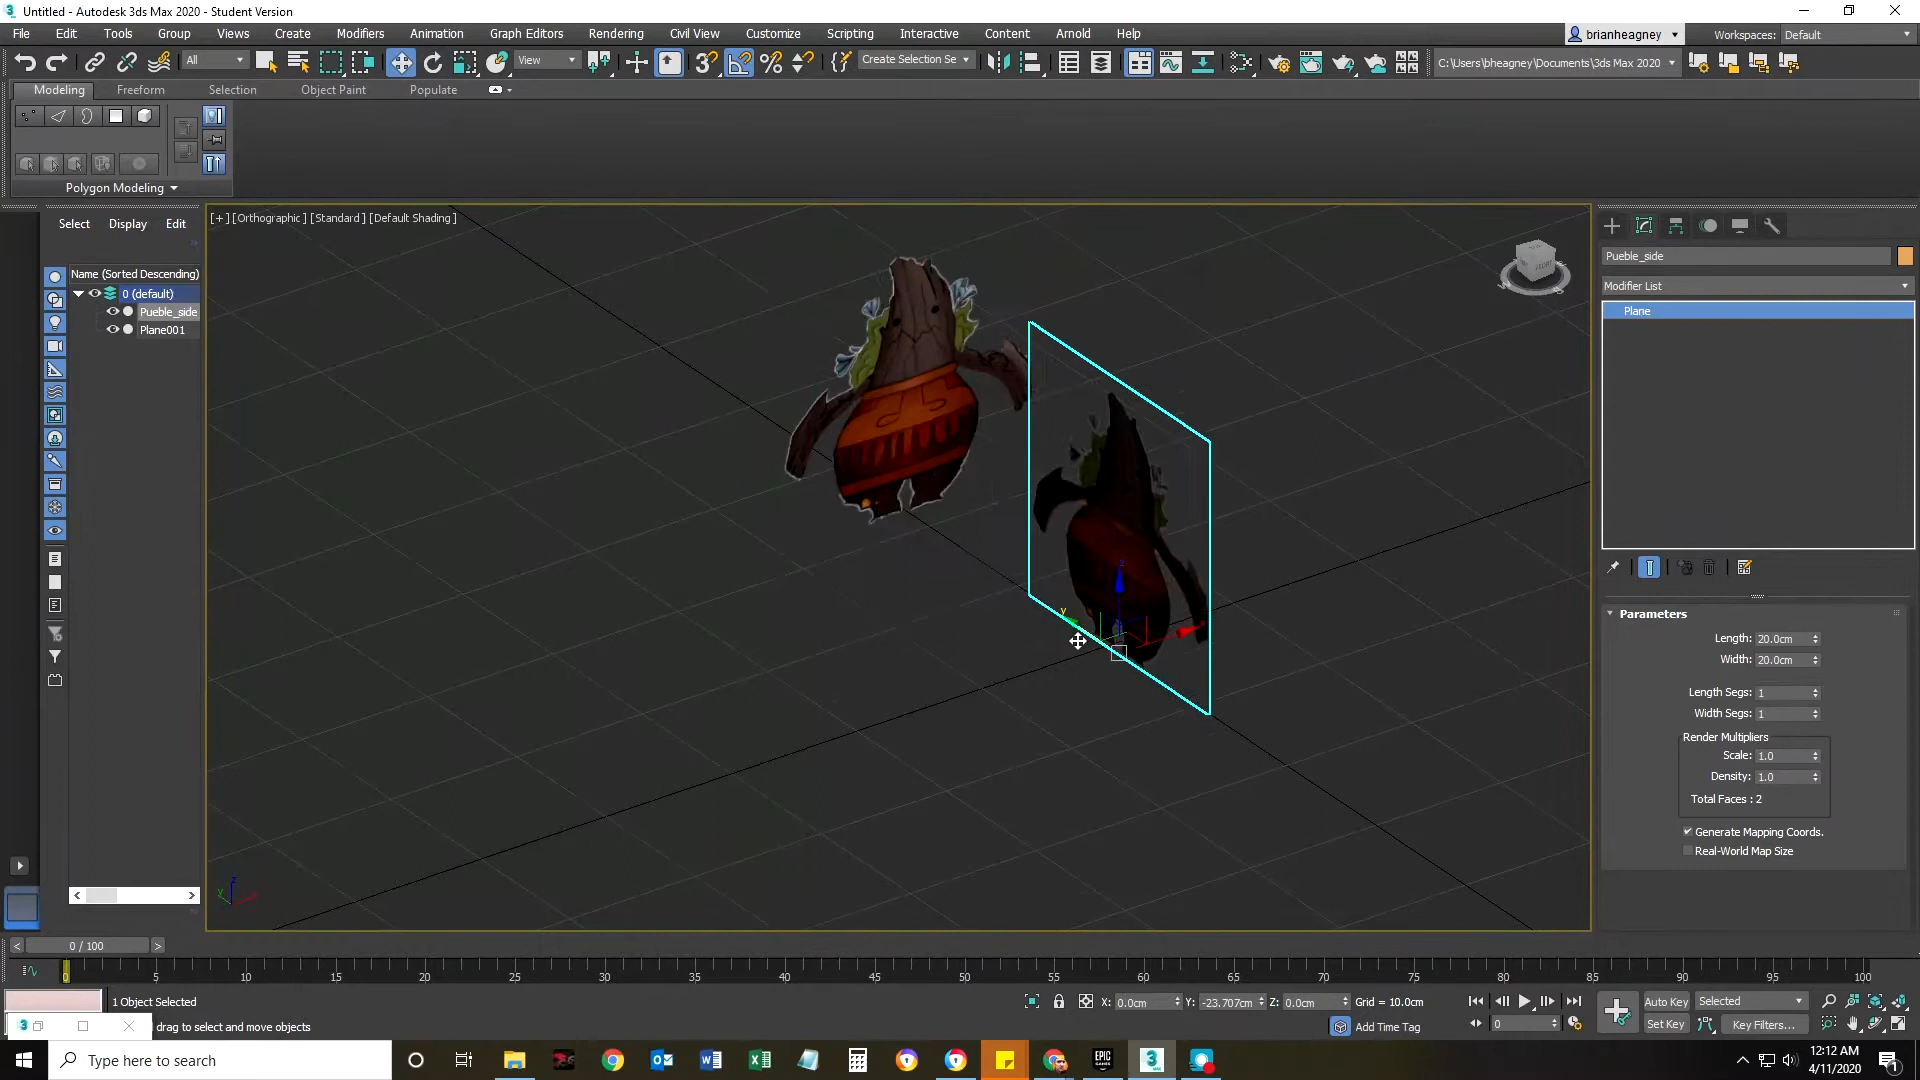 Untitled - Autodesk 3ds Max 2020 - Student Version
File Edit Tools Group Views Create Modifiers Animation Graph Editors Rendering Civil View Customize Scripting Interactive Content Arnold Help
brianheagney
Workspaces: Default
All
View
Create Selection Se
C:\Users\bheagney\Documents\3ds Max 2020
Modeling Freeform Selection Object Paint Populate
Polygon Modeling
Select Display Edit
[+] [Orthographic] [Standard] [Default Shading]
Name (Sorted Descending)
0 (default)
Pueble_side
Plane001
Pueble_side
Modifier List
Plane
Parameters
Length: 20.0cm
Width: 20.0cm
Length Segs: 1
Width Segs: 1
Render Multipliers
Scale: 1.0
Density: 1.0
Total Faces : 2
Generate Mapping Coords.
Real-World Map Size
FRONT
z
y
z
y
0 / 100
0 5 10 15 20 25 30 35 40 45 50 55 60 65 70 75 80 85 90 95 100
1 Object Selected
drag to select and move objects
X: 0.0cm Y: -23.707cm Z: 0.0cm Grid = 10.0cm
Add Time Tag
0
Auto Key Selected
Set Key Key Filters...
Type here to search
EPIC GAMES
3
12:12 AM
4/11/2020
1